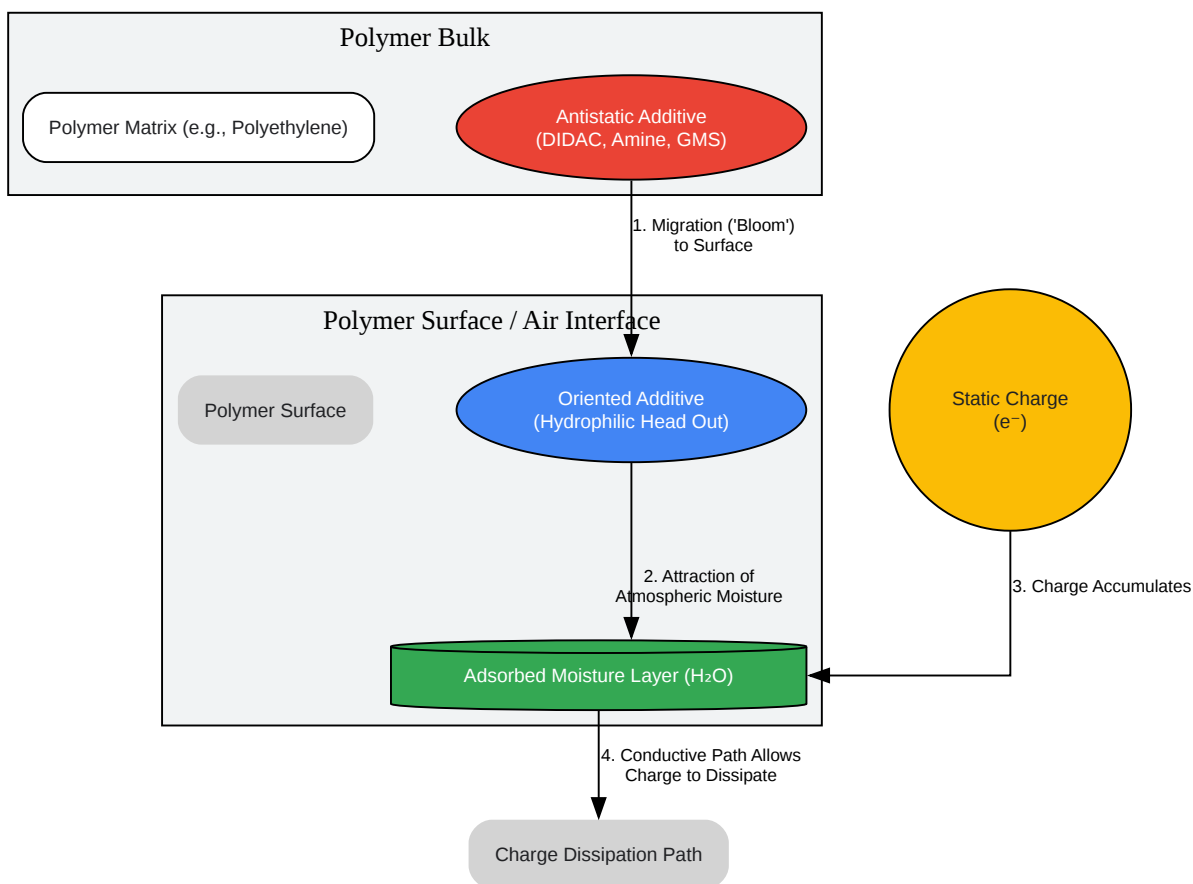 Polymer Bulk
Polymer Matrix (e.g., Polyethylene)
Antistatic Additive
(DIDAC, Amine, GMS)
1. Migration ('Bloom')
to Surface
Polymer Surface / Air Interface
Polymer Surface
Oriented Additive
(Hydrophilic Head Out)
Static Charge
(e⁻)
2. Attraction of
Atmospheric Moisture
3. Charge Accumulates
Adsorbed Moisture Layer (H₂O)
4. Conductive Path Allows
Charge to Dissipate
Charge Dissipation Path